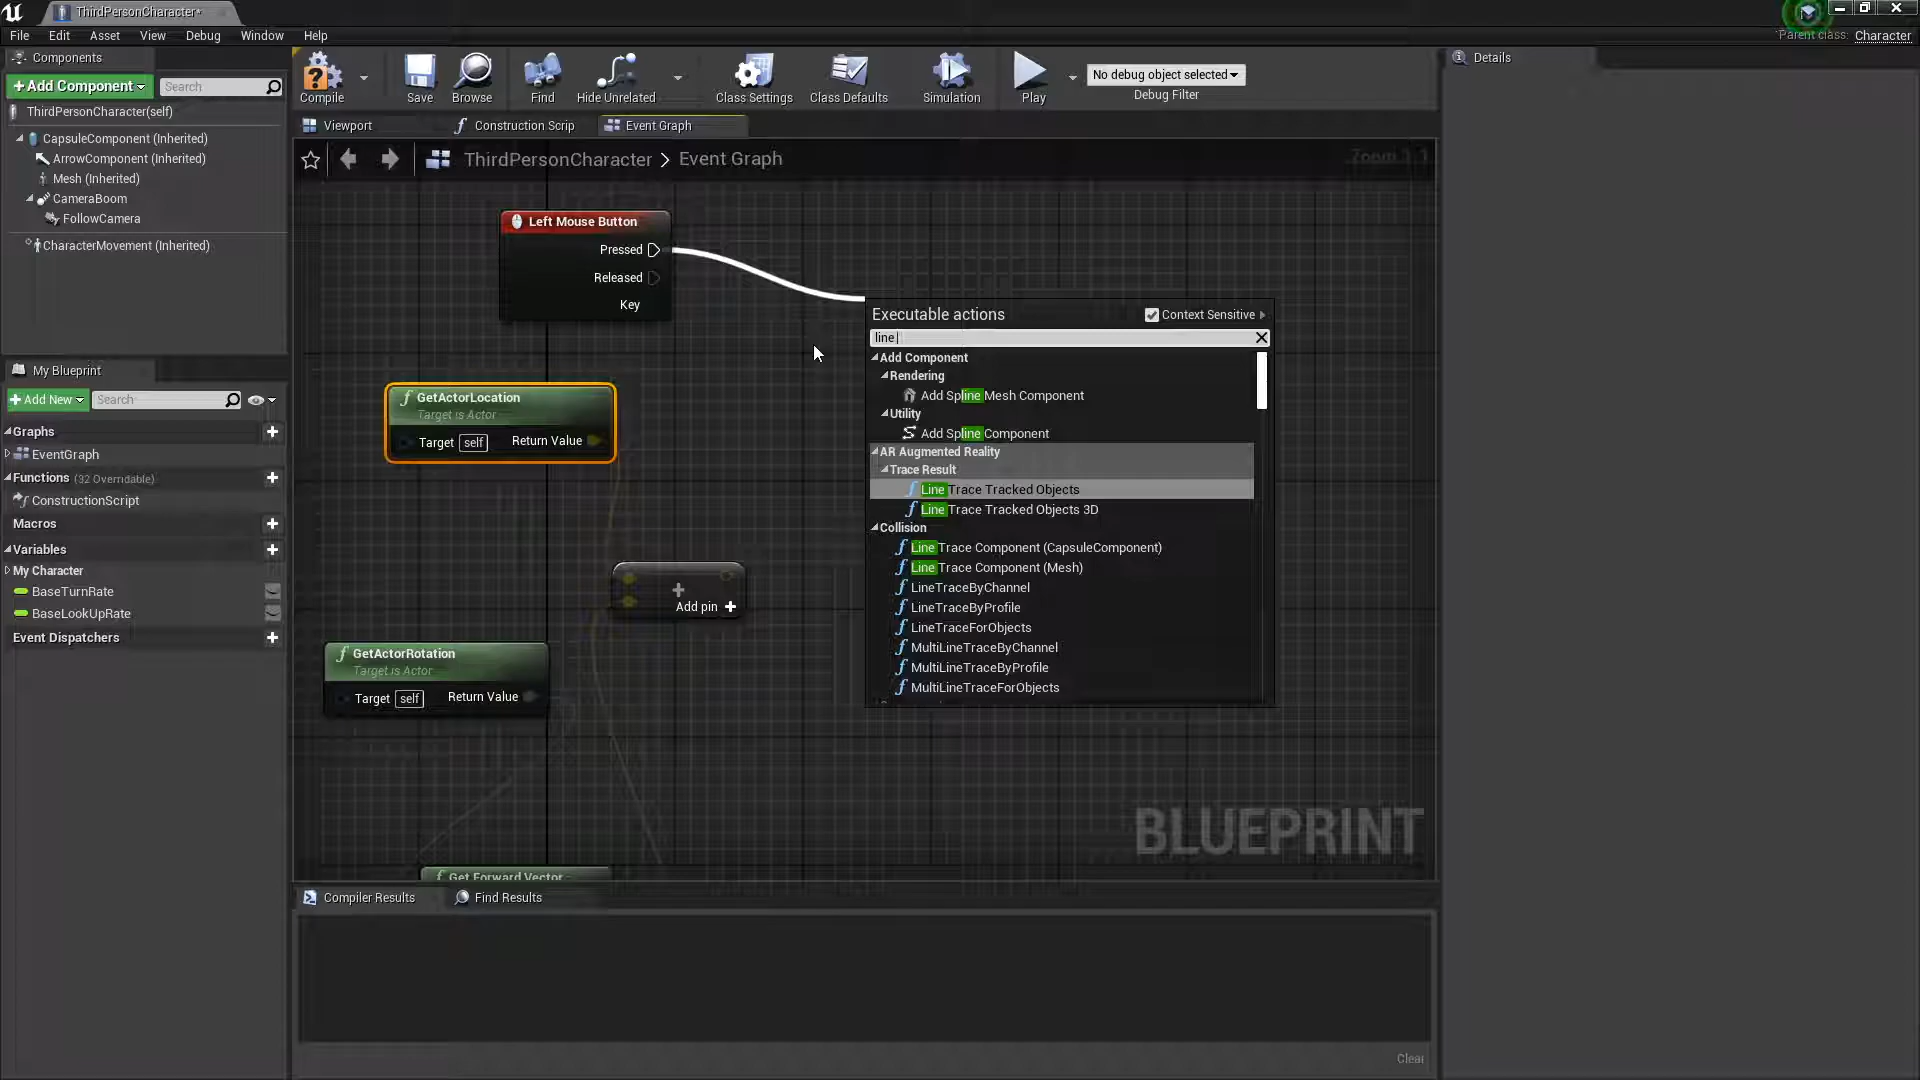 ThirdPersonCharacter*
File Edit Asset View Debug Window Help
Parent class: Character
Components
+Add Component
Search
ThirdPersonCharacter(self)
CapsuleComponent (Inherited)
ArrowComponent (Inherited)
Mesh (Inherited)
CameraBoom
FollowCamera
CharacterMovement (Inherited)
My Blueprint
+Add New
Search
Graphs
EventGraph
Functions (32 Overridable)
ConstructionScript
Macros
Variables
My Character
BaseTurnRate
BaseLookUpRate
Event Dispatchers
Compile Save Browse Find Hide Unrelated Class Settings Class Defaults Simulation Play
No debug object selected
Debug Filter
Viewport Construction Scrip Event Graph
ThirdPersonCharacter > Event Graph
Zoom 1:1
Left Mouse Button
Pressed
Released
Key
GetActorLocation
Target is Actor
Target self Return Value
Add pin +
GetActorRotation
Target is Actor
Target self Return Value
Get Forward Vector
Executable actions
Context Sensitive
line
Add Component
Rendering
Add Spline Mesh Component
Utility
Add Spline Component
AR Augmented Reality
Trace Result
Line Trace Tracked Objects
Line Trace Tracked Objects 3D
Collision
Line Trace Component (CapsuleComponent)
Line Trace Component (Mesh)
LineTraceByChannel
LineTraceByProfile
LineTraceForObjects
MultiLineTraceByChannel
MultiLineTraceByProfile
MultiLineTraceForObjects
BLUEPRINT
Compiler Results Find Results
Clear
Details